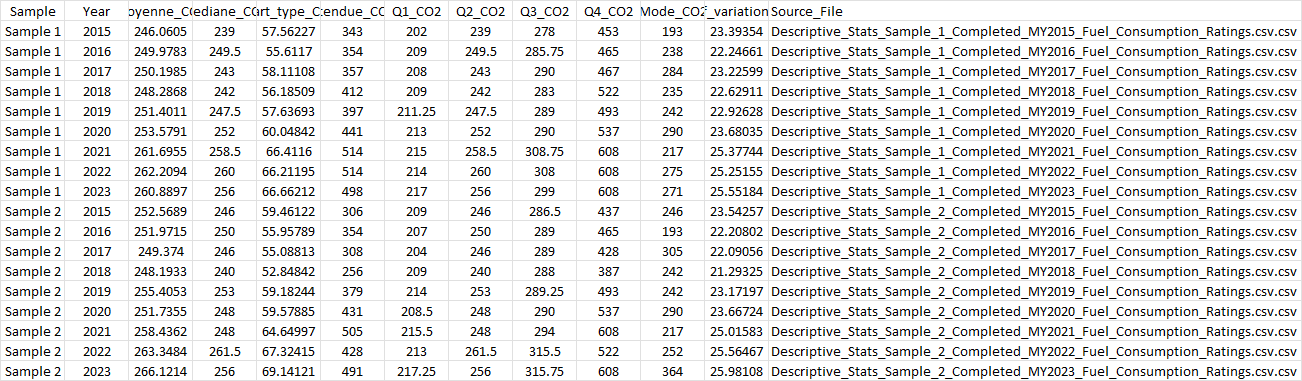 Sample Year oyenne_CO ediane_CO rt_type_C endue_CO Q1_CO2 Q2_CO2 Q3_CO2 Q4_CO2 Mode_CO2 _variation Source_File
Sample 1 2015 246.0605 239 57.56227 343 202 239 278 453 193 23.39354 Descriptive_Stats_Sample_1_Completed_MY2015_Fuel_Consumption_Ratings.csv.csv
Sample 1 2016 249.9783 249.5 55.6117 354 209 249.5 285.75 465 238 22.24661 Descriptive_Stats_Sample_1_Completed_MY2016_Fuel_Consumption_Ratings.csv.csv
Sample 1 2017 250.1985 243 58.11108 357 208 243 290 467 284 23.22599 Descriptive_Stats_Sample_1_Completed_MY2017_Fuel_Consumption_Ratings.csv.csv
Sample 1 2018 248.2868 242 56.18509 412 209 242 283 522 235 22.62911 Descriptive_Stats_Sample_1_Completed_MY2018_Fuel_Consumption_Ratings.csv.csv
Sample 1 2019 251.4011 247.5 57.63693 397 211.25 247.5 289 493 242 22.92628 Descriptive_Stats_Sample_1_Completed_MY2019_Fuel_Consumption_Ratings.csv.csv
Sample 1 2020 253.5791 252 60.04842 441 213 252 290 537 290 23.68035 Descriptive_Stats_Sample_1_Completed_MY2020_Fuel_Consumption_Ratings.csv.csv
Sample 1 2021 261.6955 258.5 66.4116 514 215 258.5 308.75 608 217 25.37744 Descriptive_Stats_Sample_1_Completed_MY2021_Fuel_Consumption_Ratings.csv.csv
Sample 1 2022 262.2094 260 66.21195 514 214 260 308 608 275 25.25155 Descriptive_Stats_Sample_1_Completed_MY2022_Fuel_Consumption_Ratings.csv.csv
Sample 1 2023 260.8897 256 66.66212 498 217 256 299 608 271 25.55184 Descriptive_Stats_Sample_1_Completed_MY2023_Fuel_Consumption_Ratings.csv.csv
Sample 2 2015 252.5689 246 59.46122 306 209 246 286.5 437 246 23.54257 Descriptive_Stats_Sample_2_Completed_MY2015_Fuel_Consumption_Ratings.csv.csv
Sample 2 2016 251.9715 250 55.95789 354 207 250 289 465 193 22.20802 Descriptive_Stats_Sample_2_Completed_MY2016_Fuel_Consumption_Ratings.csv.csv
Sample 2 2017 249.374 246 55.08813 308 204 246 289 428 305 22.09056 Descriptive_Stats_Sample_2_Completed_MY2017_Fuel_Consumption_Ratings.csv.csv
Sample 2 2018 248.1933 240 52.84842 256 209 240 288 387 242 21.29325 Descriptive_Stats_Sample_2_Completed_MY2018_Fuel_Consumption_Ratings.csv.csv
Sample 2 2019 255.4053 253 59.18244 379 214 253 289.25 493 242 23.17197 Descriptive_Stats_Sample_2_Completed_MY2019_Fuel_Consumption_Ratings.csv.csv
Sample 2 2020 251.7355 248 59.57885 431 208.5 248 290 537 290 23.66724 Descriptive_Stats_Sample_2_Completed_MY2020_Fuel_Consumption_Ratings.csv.csv
Sample 2 2021 258.4362 248 64.64997 505 215.5 248 294 608 217 25.01583 Descriptive_Stats_Sample_2_Completed_MY2021_Fuel_Consumption_Ratings.csv.csv
Sample 2 2022 263.3484 261.5 67.32415 428 213 261.5 315.5 522 252 25.56467 Descriptive_Stats_Sample_2_Completed_MY2022_Fuel_Consumption_Ratings.csv.csv
Sample 2 2023 266.1214 256 69.14121 491 217.25 256 315.75 608 364 25.98108 Descriptive_Stats_Sample_2_Completed_MY2023_Fuel_Consumption_Ratings.csv.csv